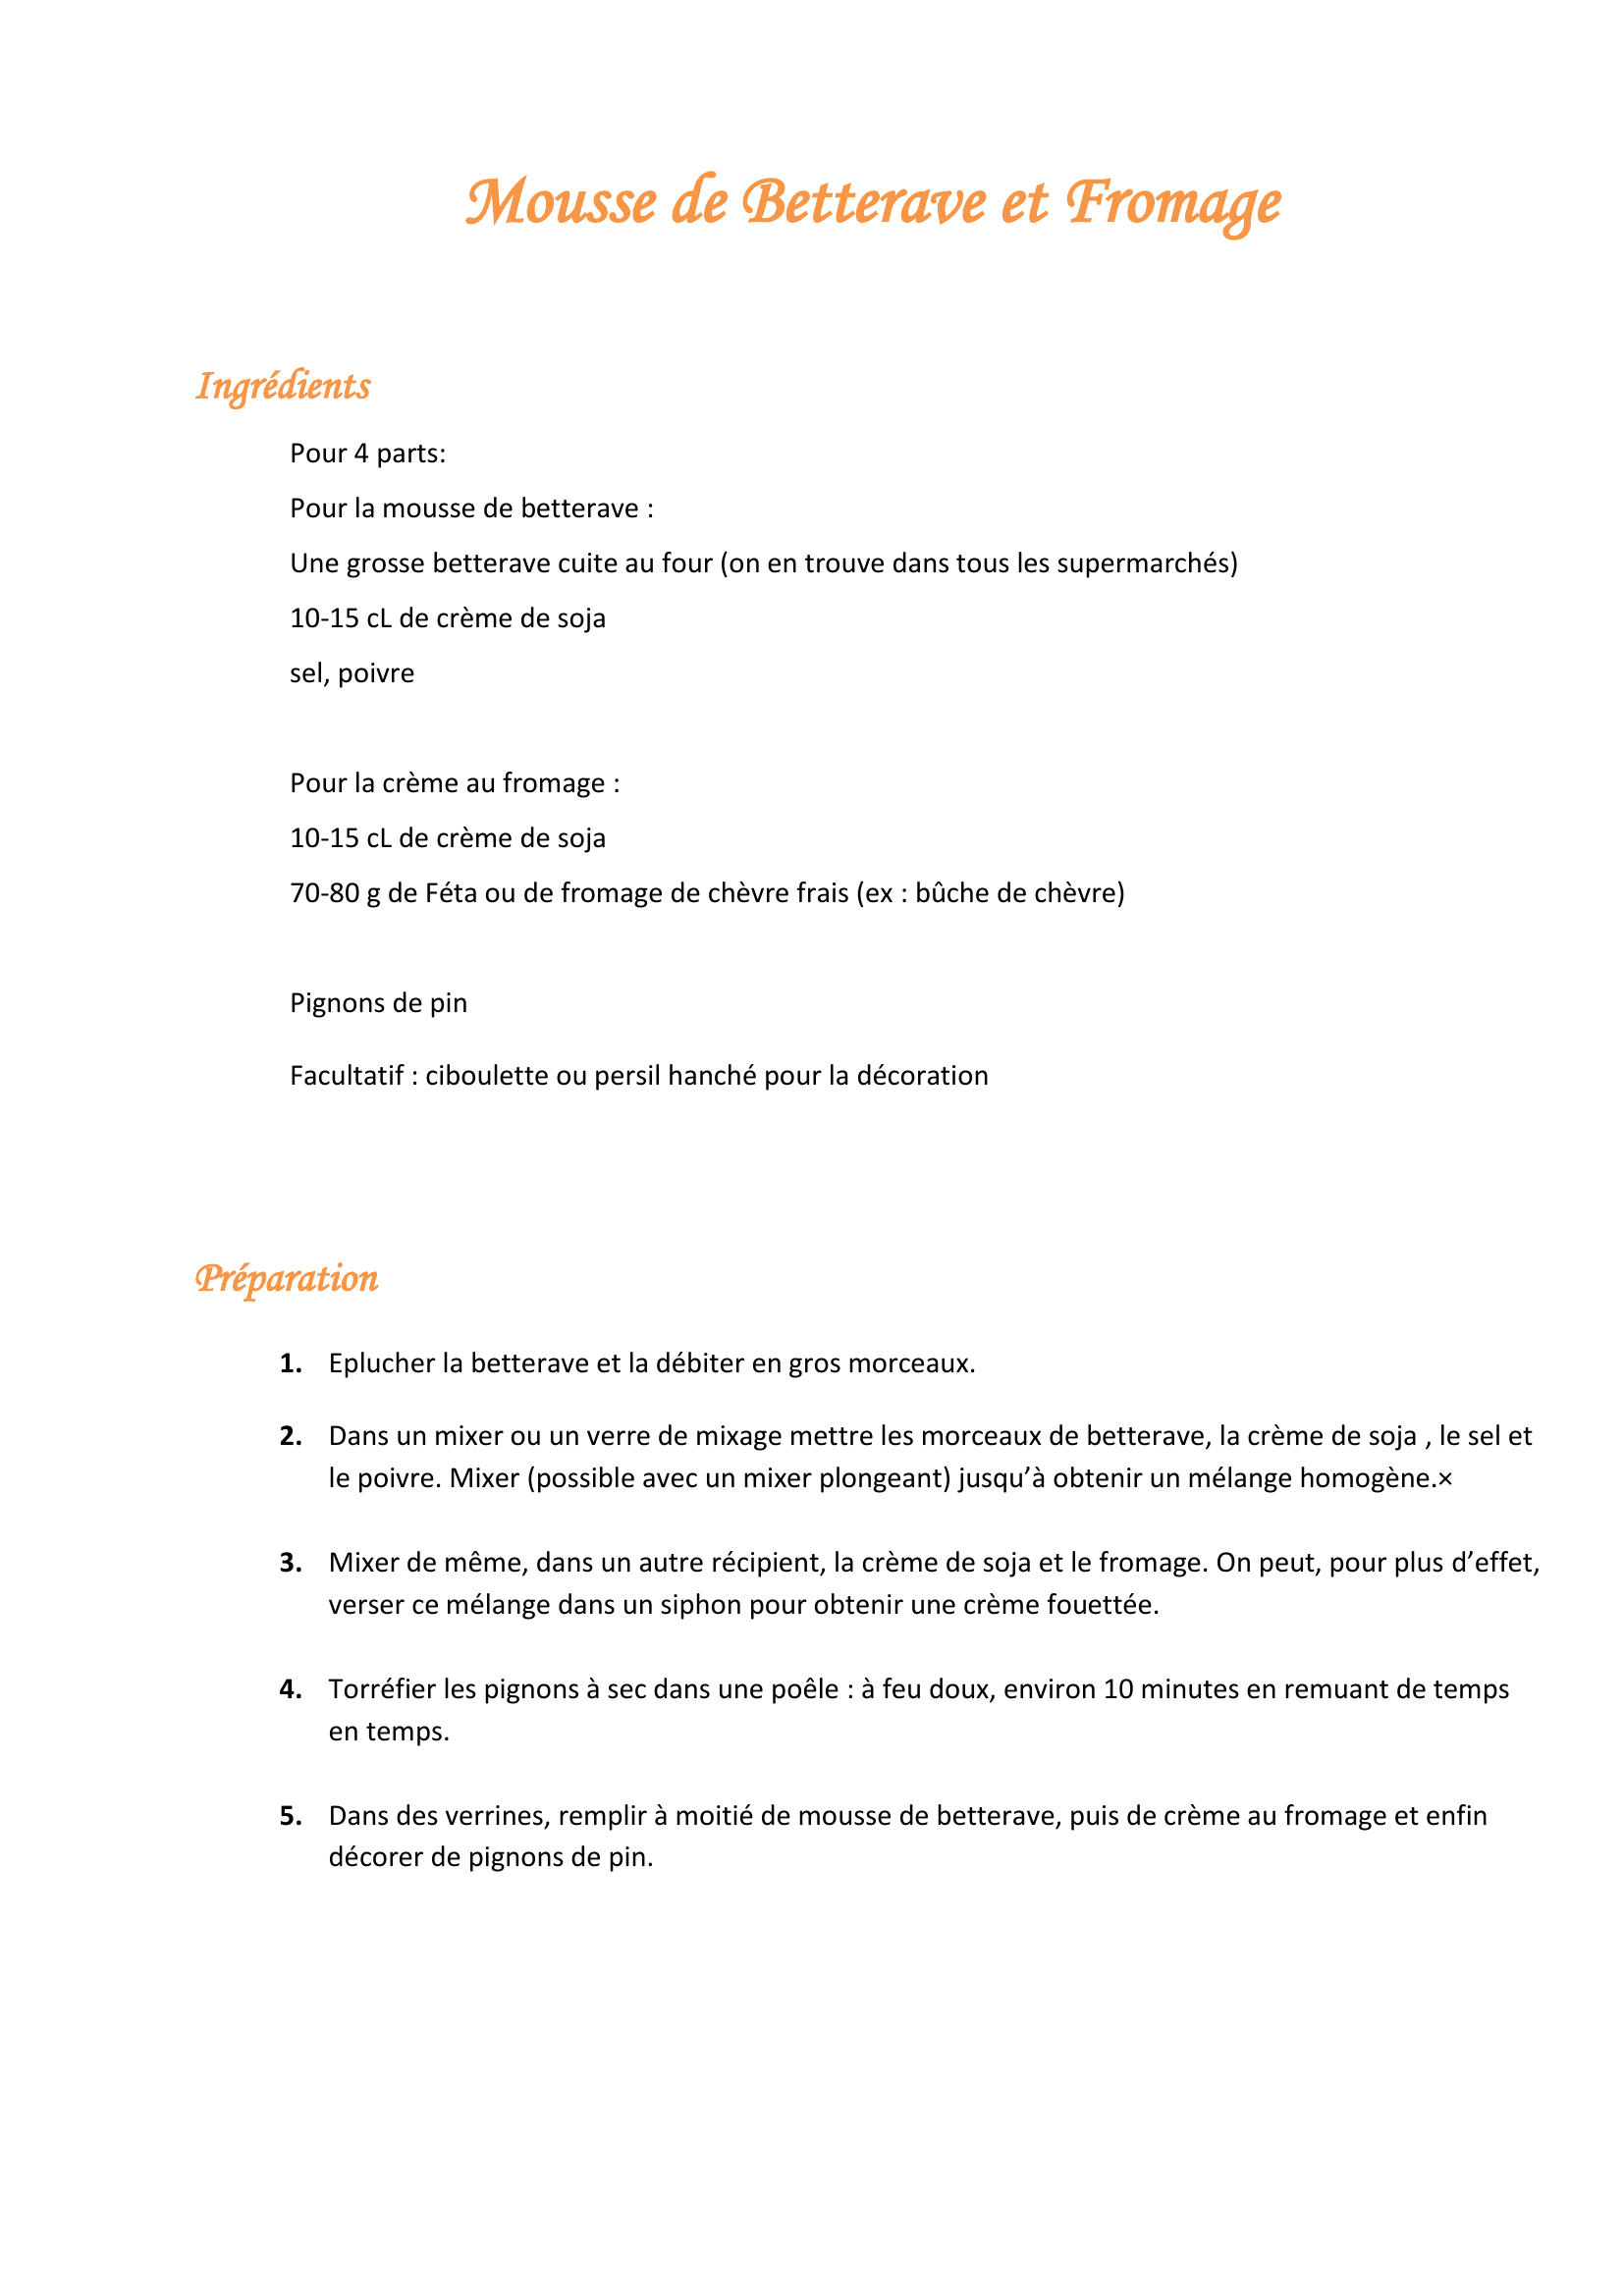 Mousse de Betterave et Fromage
Ingrédients
Pour 4 parts:
Pour la mousse de betterave :
Une grosse betterave cuite au four (on en trouve dans tous les supermarchés)
10-15 cL de crème de soja
sel, poivre
Pour la crème au fromage :
10-15 cL de crème de soja
70-80 g de Féta ou de fromage de chèvre frais (ex : bûche de chèvre)
Pignons de pin
Facultatif : ciboulette ou persil hanché pour la décoration
Préparation
1. Eplucher la betterave et la débiter en gros morceaux.
2. Dans un mixer ou un verre de mixage mettre les morceaux de betterave, la crème de soja , le sel et
le poivre. Mixer (possible avec un mixer plongeant) jusqu’à obtenir un mélange homogène.×
3. Mixer de même, dans un autre récipient, la crème de soja et le fromage. On peut, pour plus d’effet,
verser ce mélange dans un siphon pour obtenir une crème fouettée.
4. Torréfier les pignons à sec dans une poêle : à feu doux, environ 10 minutes en remuant de temps
en temps.
5. Dans des verrines, remplir à moitié de mousse de betterave, puis de crème au fromage et enfin
décorer de pignons de pin.